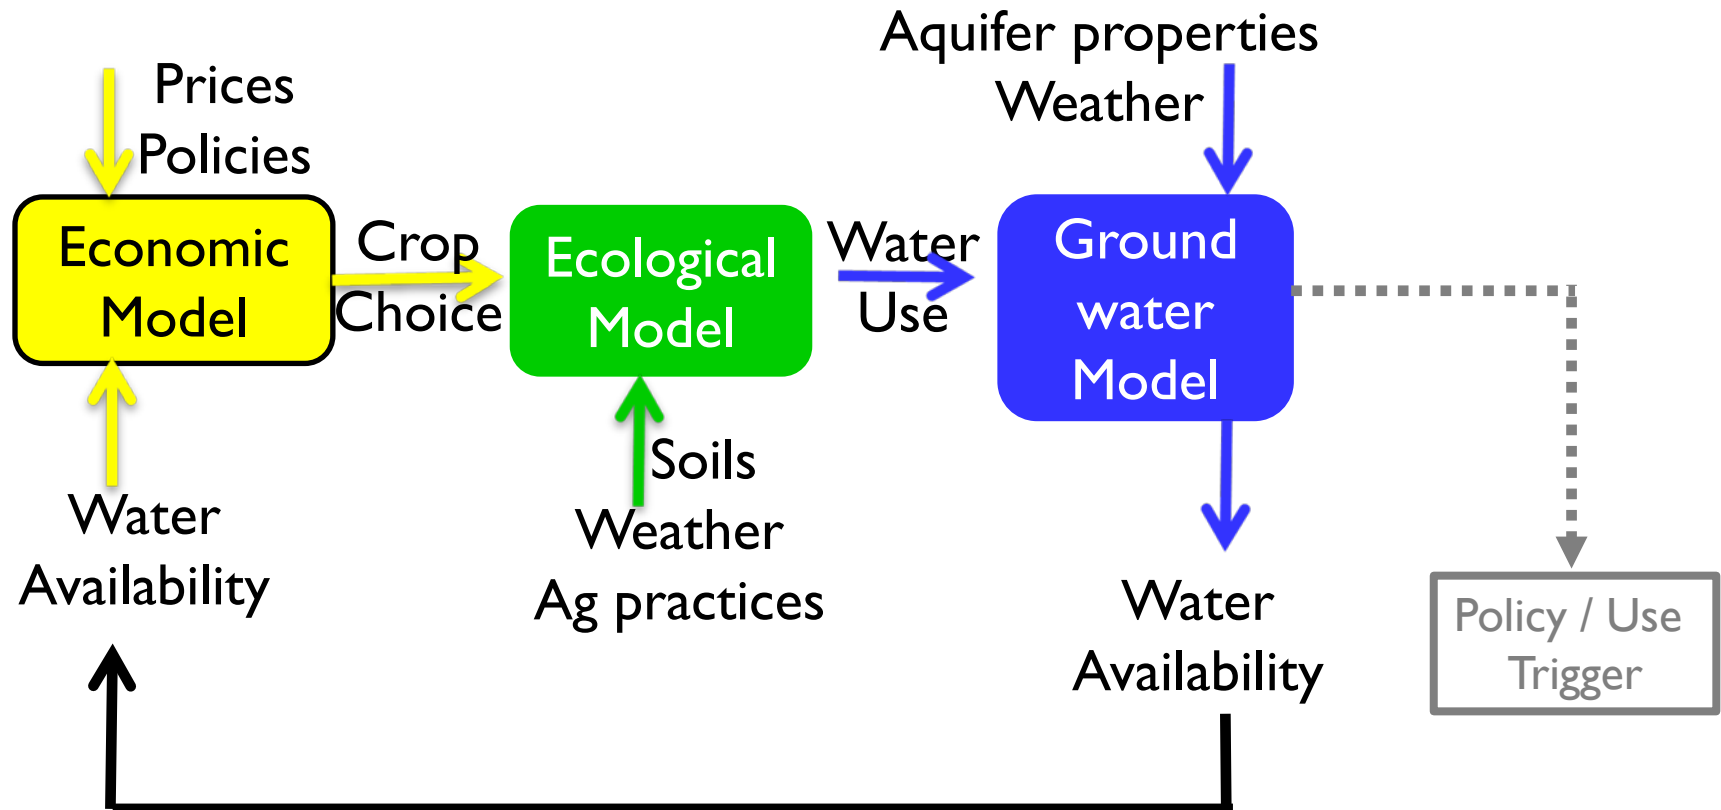 Aquifer properties
Weather
Prices
Policies
Economic
Model
Crop
Choice
Ecological
Model
Water
Use
Ground
water
Model
Soils
Weather
Ag practices
Water
Availability
Water
Availability
Policy / Use
Trigger